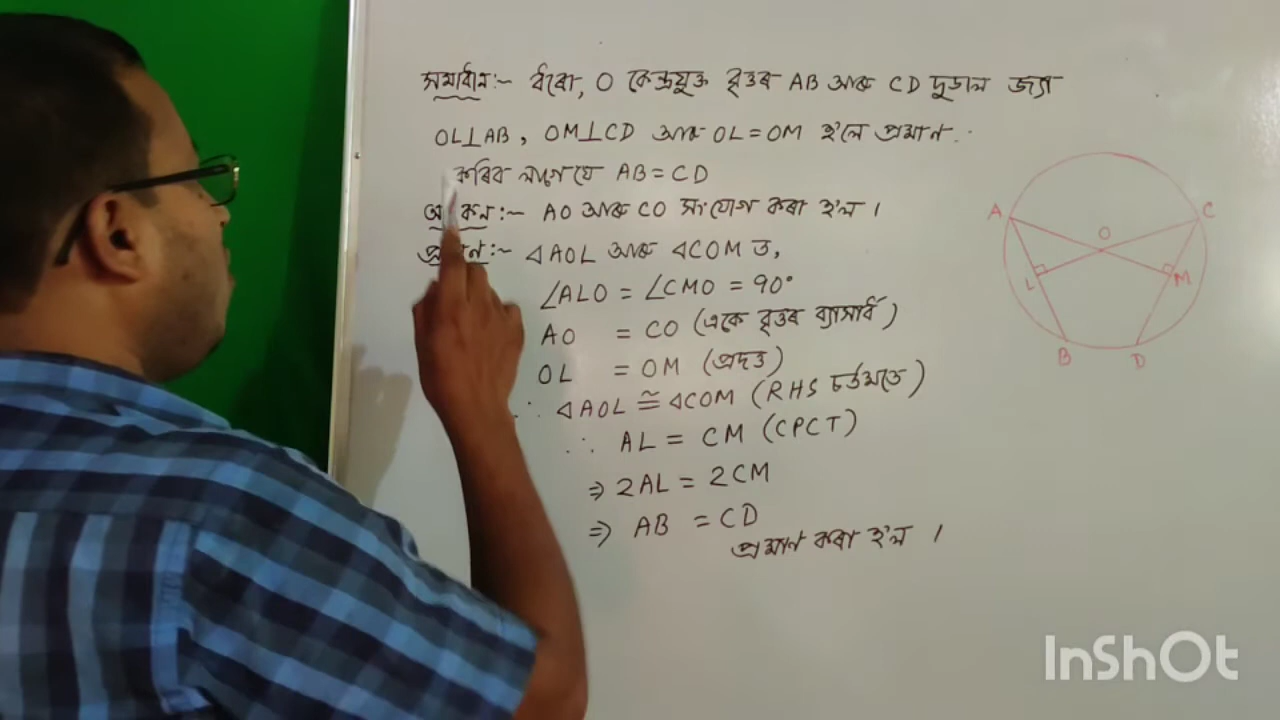 সমাধান:~ ধৰো, O কেন্দ্ৰযুক্ত বৃত্তৰ AB আৰু CD দুডাল জ্যা
OL⊥AB, OM⊥CD আৰু OL = OM হ'লে প্ৰমাণ
কৰিব লাগে যে AB = CD
অংকন:~ AO আৰু CO সংযোগ কৰা হ'ল।
প্ৰমাণ:~ ⊲AOL আৰু ⊲COM ত,
∠ALO = ∠CMO = 90°
AO = CO (একে বৃত্তৰ ব্যাসাৰ্ধ)
OL = OM (প্ৰদত্ত)
∴ ⊲AOL ≅ ⊲COM (RHS চৰ্তমতে)
∴ AL = CM (CPCT)
⇒ 2AL = 2CM
⇒ AB = CD
প্ৰমাণ কৰা হ'ল।
A
C
O
L
M
B
D
InShOt